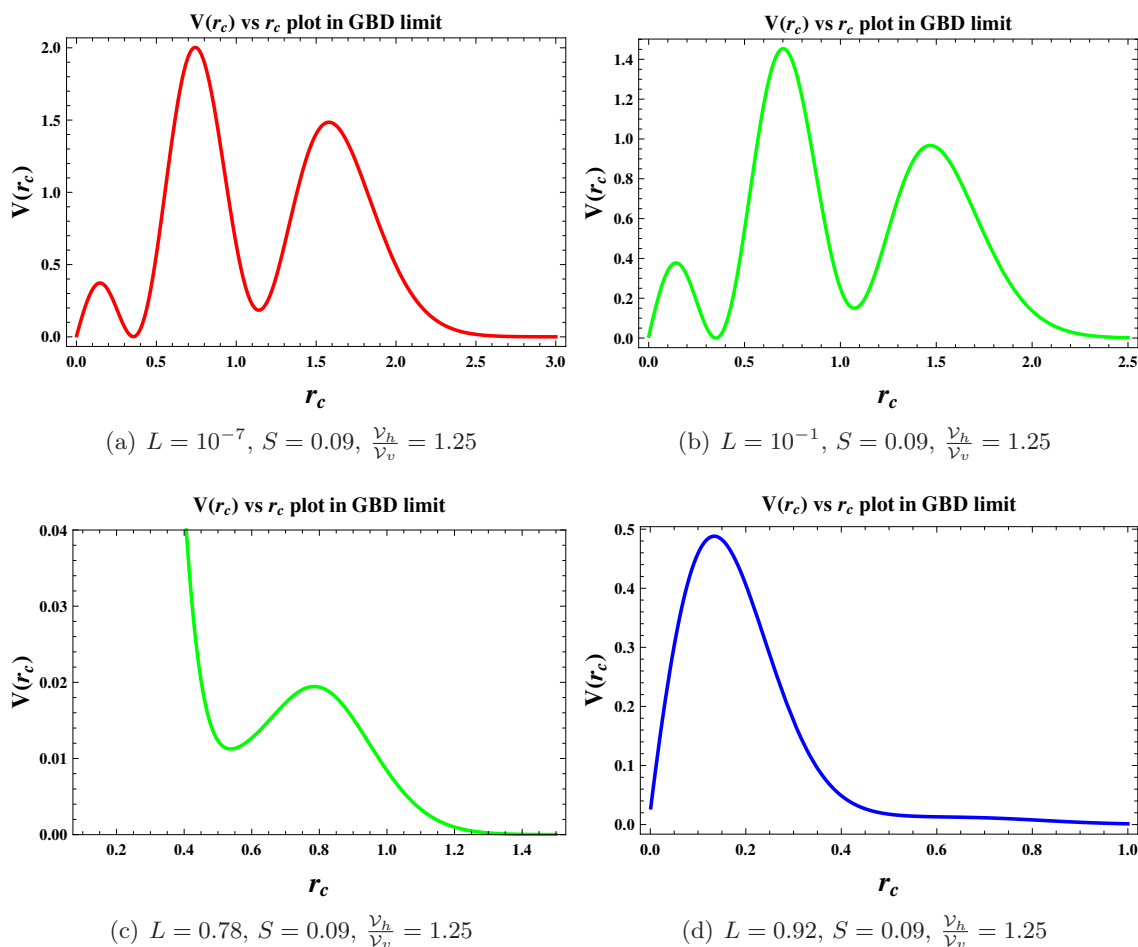 V(r_c) vs r_c plot in GBD limit
2.0
1.5
1.0
0.5
0.0
V(r_c)
0.0 0.5 1.0 1.5 2.0 2.5 3.0
r_c
(a) L = 10^{-7}, S = 0.09, \frac{\mathcal{V}_h}{\mathcal{V}_v} = 1.25
V(r_c) vs r_c plot in GBD limit
1.4
1.2
1.0
0.8
0.6
0.4
0.2
0.0
V(r_c)
0.0 0.5 1.0 1.5 2.0 2.5
r_c
(b) L = 10^{-1}, S = 0.09, \frac{\mathcal{V}_h}{\mathcal{V}_v} = 1.25
V(r_c) vs r_c plot in GBD limit
0.04
0.03
0.02
0.01
0.00
V(r_c)
0.2 0.4 0.6 0.8 1.0 1.2 1.4
r_c
(c) L = 0.78, S = 0.09, \frac{\mathcal{V}_h}{\mathcal{V}_v} = 1.25
V(r_c) vs r_c plot in GBD limit
0.5
0.4
0.3
0.2
0.1
0.0
V(r_c)
0.0 0.2 0.4 0.6 0.8 1.0
r_c
(d) L = 0.92, S = 0.09, \frac{\mathcal{V}_h}{\mathcal{V}_v} = 1.25